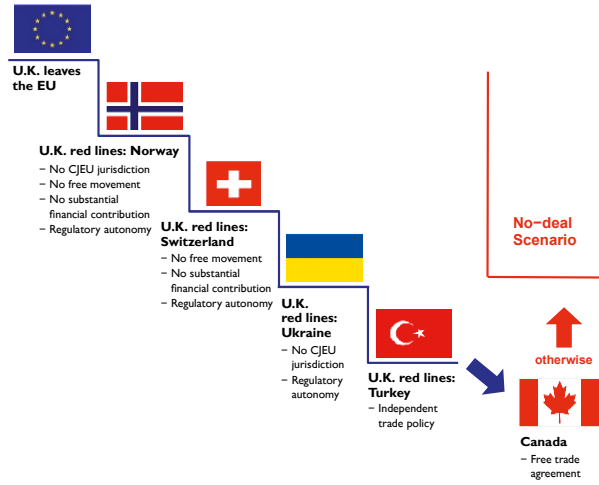 U.K. leaves
the EU
U.K. red lines: Norway
– No CJEU jurisdiction
– No free movement
– No substantial
financial contribution
– Regulatory autonomy
U.K. red lines:
Switzerland
– No free movement
– No substantial
financial contribution
– Regulatory autonomy
U.K.
red lines:
Ukraine
– No CJEU
jurisdiction
– Regulatory
autonomy
U.K. red lines:
Turkey
– Independent
trade policy
No–deal
Scenario
otherwise
Canada
– Free trade
agreement